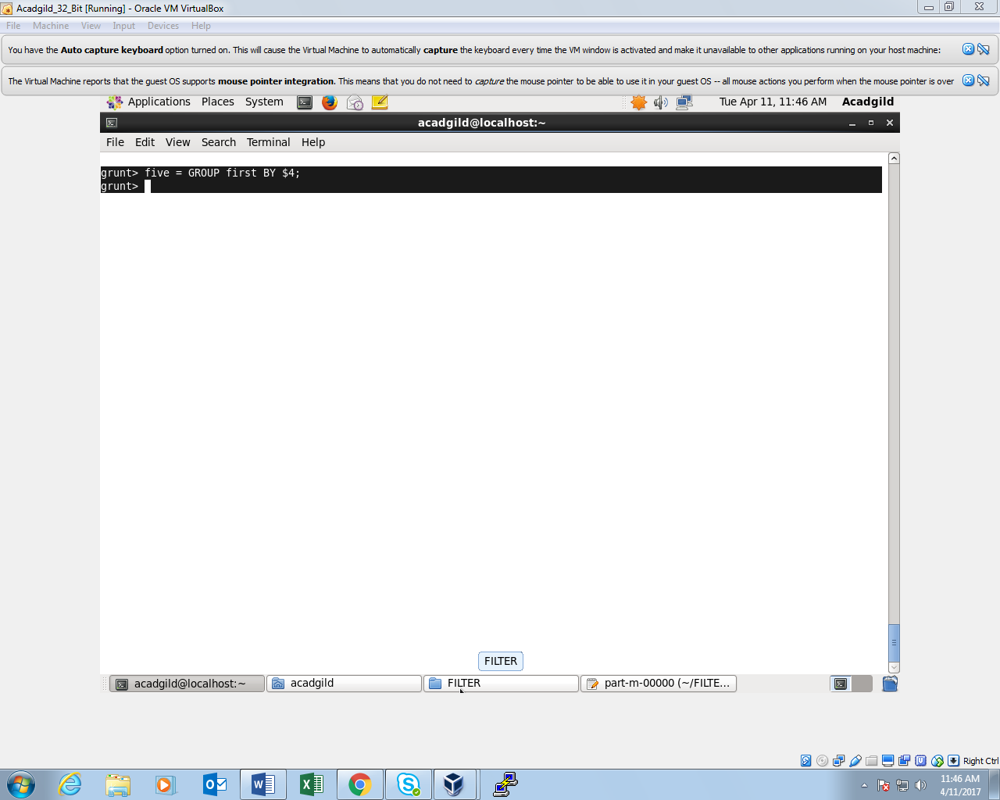 Acadgild_32_Bit [Running] - Oracle VM VirtualBox
File Machine View Input Devices Help
You have the Auto capture keyboard option turned on. This will cause the Virtual Machine to automatically capture the keyboard every time the VM window is activated and make it unavailable to other applications running on your host machine:
The Virtual Machine reports that the guest OS supports mouse pointer integration. This means that you do not need to capture the mouse pointer to be able to use it in your guest OS -- all mouse actions you perform when the mouse pointer is over
Applications Places System Tue Apr 11, 11:46 AM Acadgild
acadgild@localhost:~
File Edit View Search Terminal Help
grunt> five = GROUP first BY $4;
grunt>
FILTER
acadgild@localhost:~ acadgild FILTER part-m-00000 (~/FILTE...
Right Ctrl
11:46 AM
4/11/2017